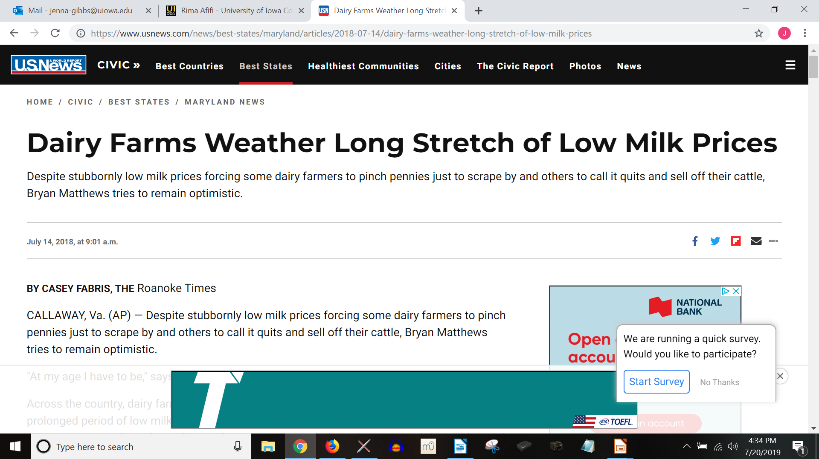 Mail - jenna-gibbs@uiowa.edu
Rima Afifi - University of Iowa Co
Dairy Farms Weather Long Stretc
https://www.usnews.com/news/best-states/maryland/articles/2018-07-14/dairy-farms-weather-long-stretch-of-low-milk-prices
J
U.S.News CIVIC » Best Countries Best States Healthiest Communities Cities The Civic Report Photos News
HOME / CIVIC / BEST STATES / MARYLAND NEWS
Dairy Farms Weather Long Stretch of Low Milk Prices
Despite stubbornly low milk prices forcing some dairy farmers to pinch pennies just to scrape by and others to call it quits and sell off their cattle,
Bryan Matthews tries to remain optimistic.
July 14, 2018, at 9:01 a.m.
BY CASEY FABRIS, THE Roanoke Times
CALLAWAY, Va. (AP) — Despite stubbornly low milk prices forcing some dairy farmers to pinch
pennies just to scrape by and others to call it quits and sell off their cattle, Bryan Matthews
tries to remain optimistic.
"At my age I have to be," says
Across the country, dairy far
prolonged period of low milk
NATIONAL
BANK
Open
accou
We are running a quick survey.
Would you like to participate?
Start Survey No Thanks
n account
T
TOEFL
Type here to search
4:34 PM
7/20/2019
1